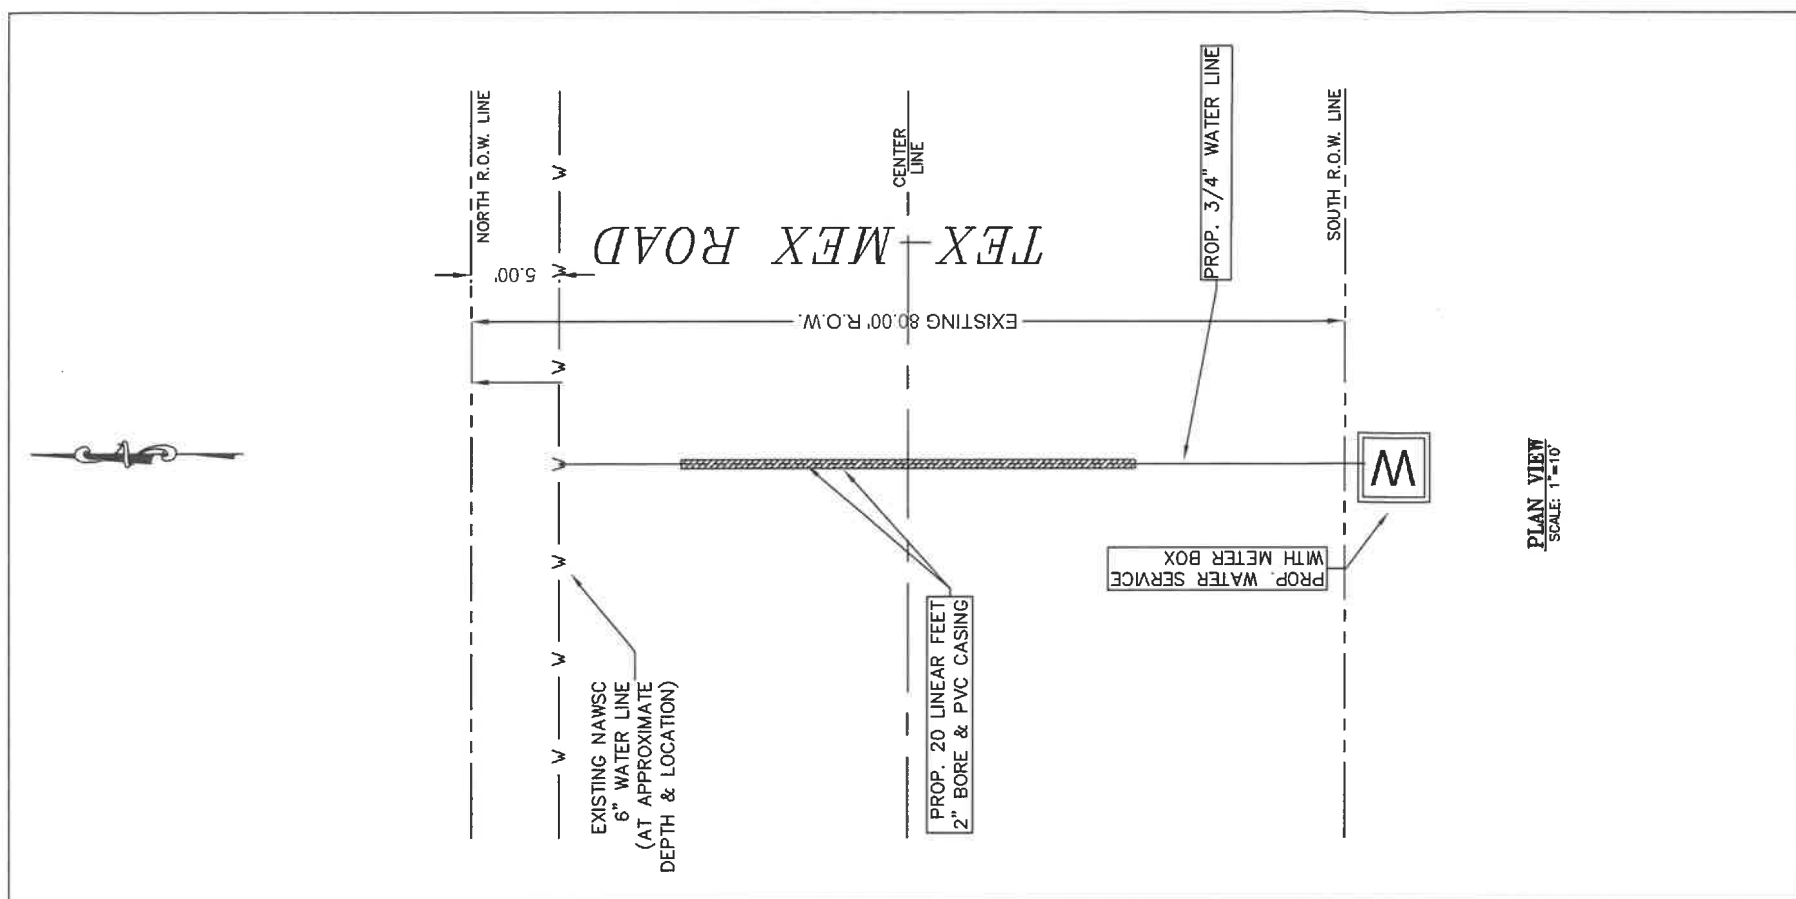 NORTH R.O.W. LINE
5.00'
W
W
W
W
W
W
W
TEX - MEX ROAD
CENTER
LINE
EXISTING 80.00' R.O.W.
PROP. 3/4" WATER LINE
SOUTH R.O.W. LINE
W
PROP. WATER SERVICE
WITH METER BOX
EXISTING NAWSC
6" WATER LINE
(AT APPROXIMATE
DEPTH & LOCATION)
PROP. 20 LINEAR FEET
2" BORE & PVC CASING
PLAN VIEW
SCALE: 1"=10'